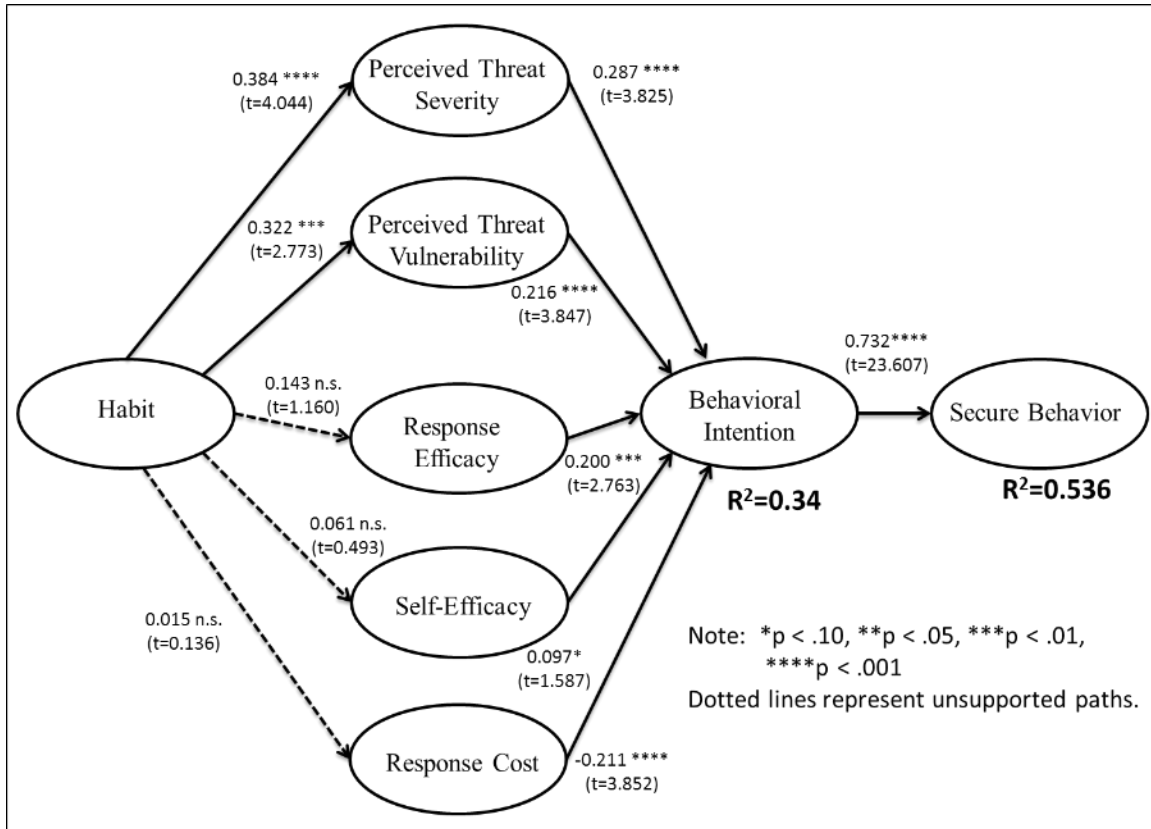 Perceived Threat
Severity
0.384 ****
(t=4.044)
0.287 ****
(t=3.825)
Perceived Threat
Vulnerability
0.322 ***
(t=2.773)
0.216 ****
(t=3.847)
Habit
0.143 n.s.
(t=1.160)
Response
Efficacy
0.200 ***
(t=2.763)
Behavioral
Intention
R²=0.34
0.732****
(t=23.607)
Secure Behavior
R²=0.536
0.061 n.s.
(t=0.493)
Self-Efficacy
0.097*
(t=1.587)
0.015 n.s.
(t=0.136)
Response Cost
-0.211 ****
(t=3.852)
Note: *p < .10, **p < .05, ***p < .01,
****p < .001
Dotted lines represent unsupported paths.